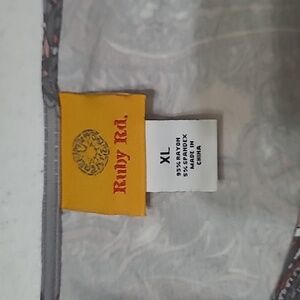 Ruby Rd.
XL
95% RAYON
5% SPANDEX
MADE IN
CHINA